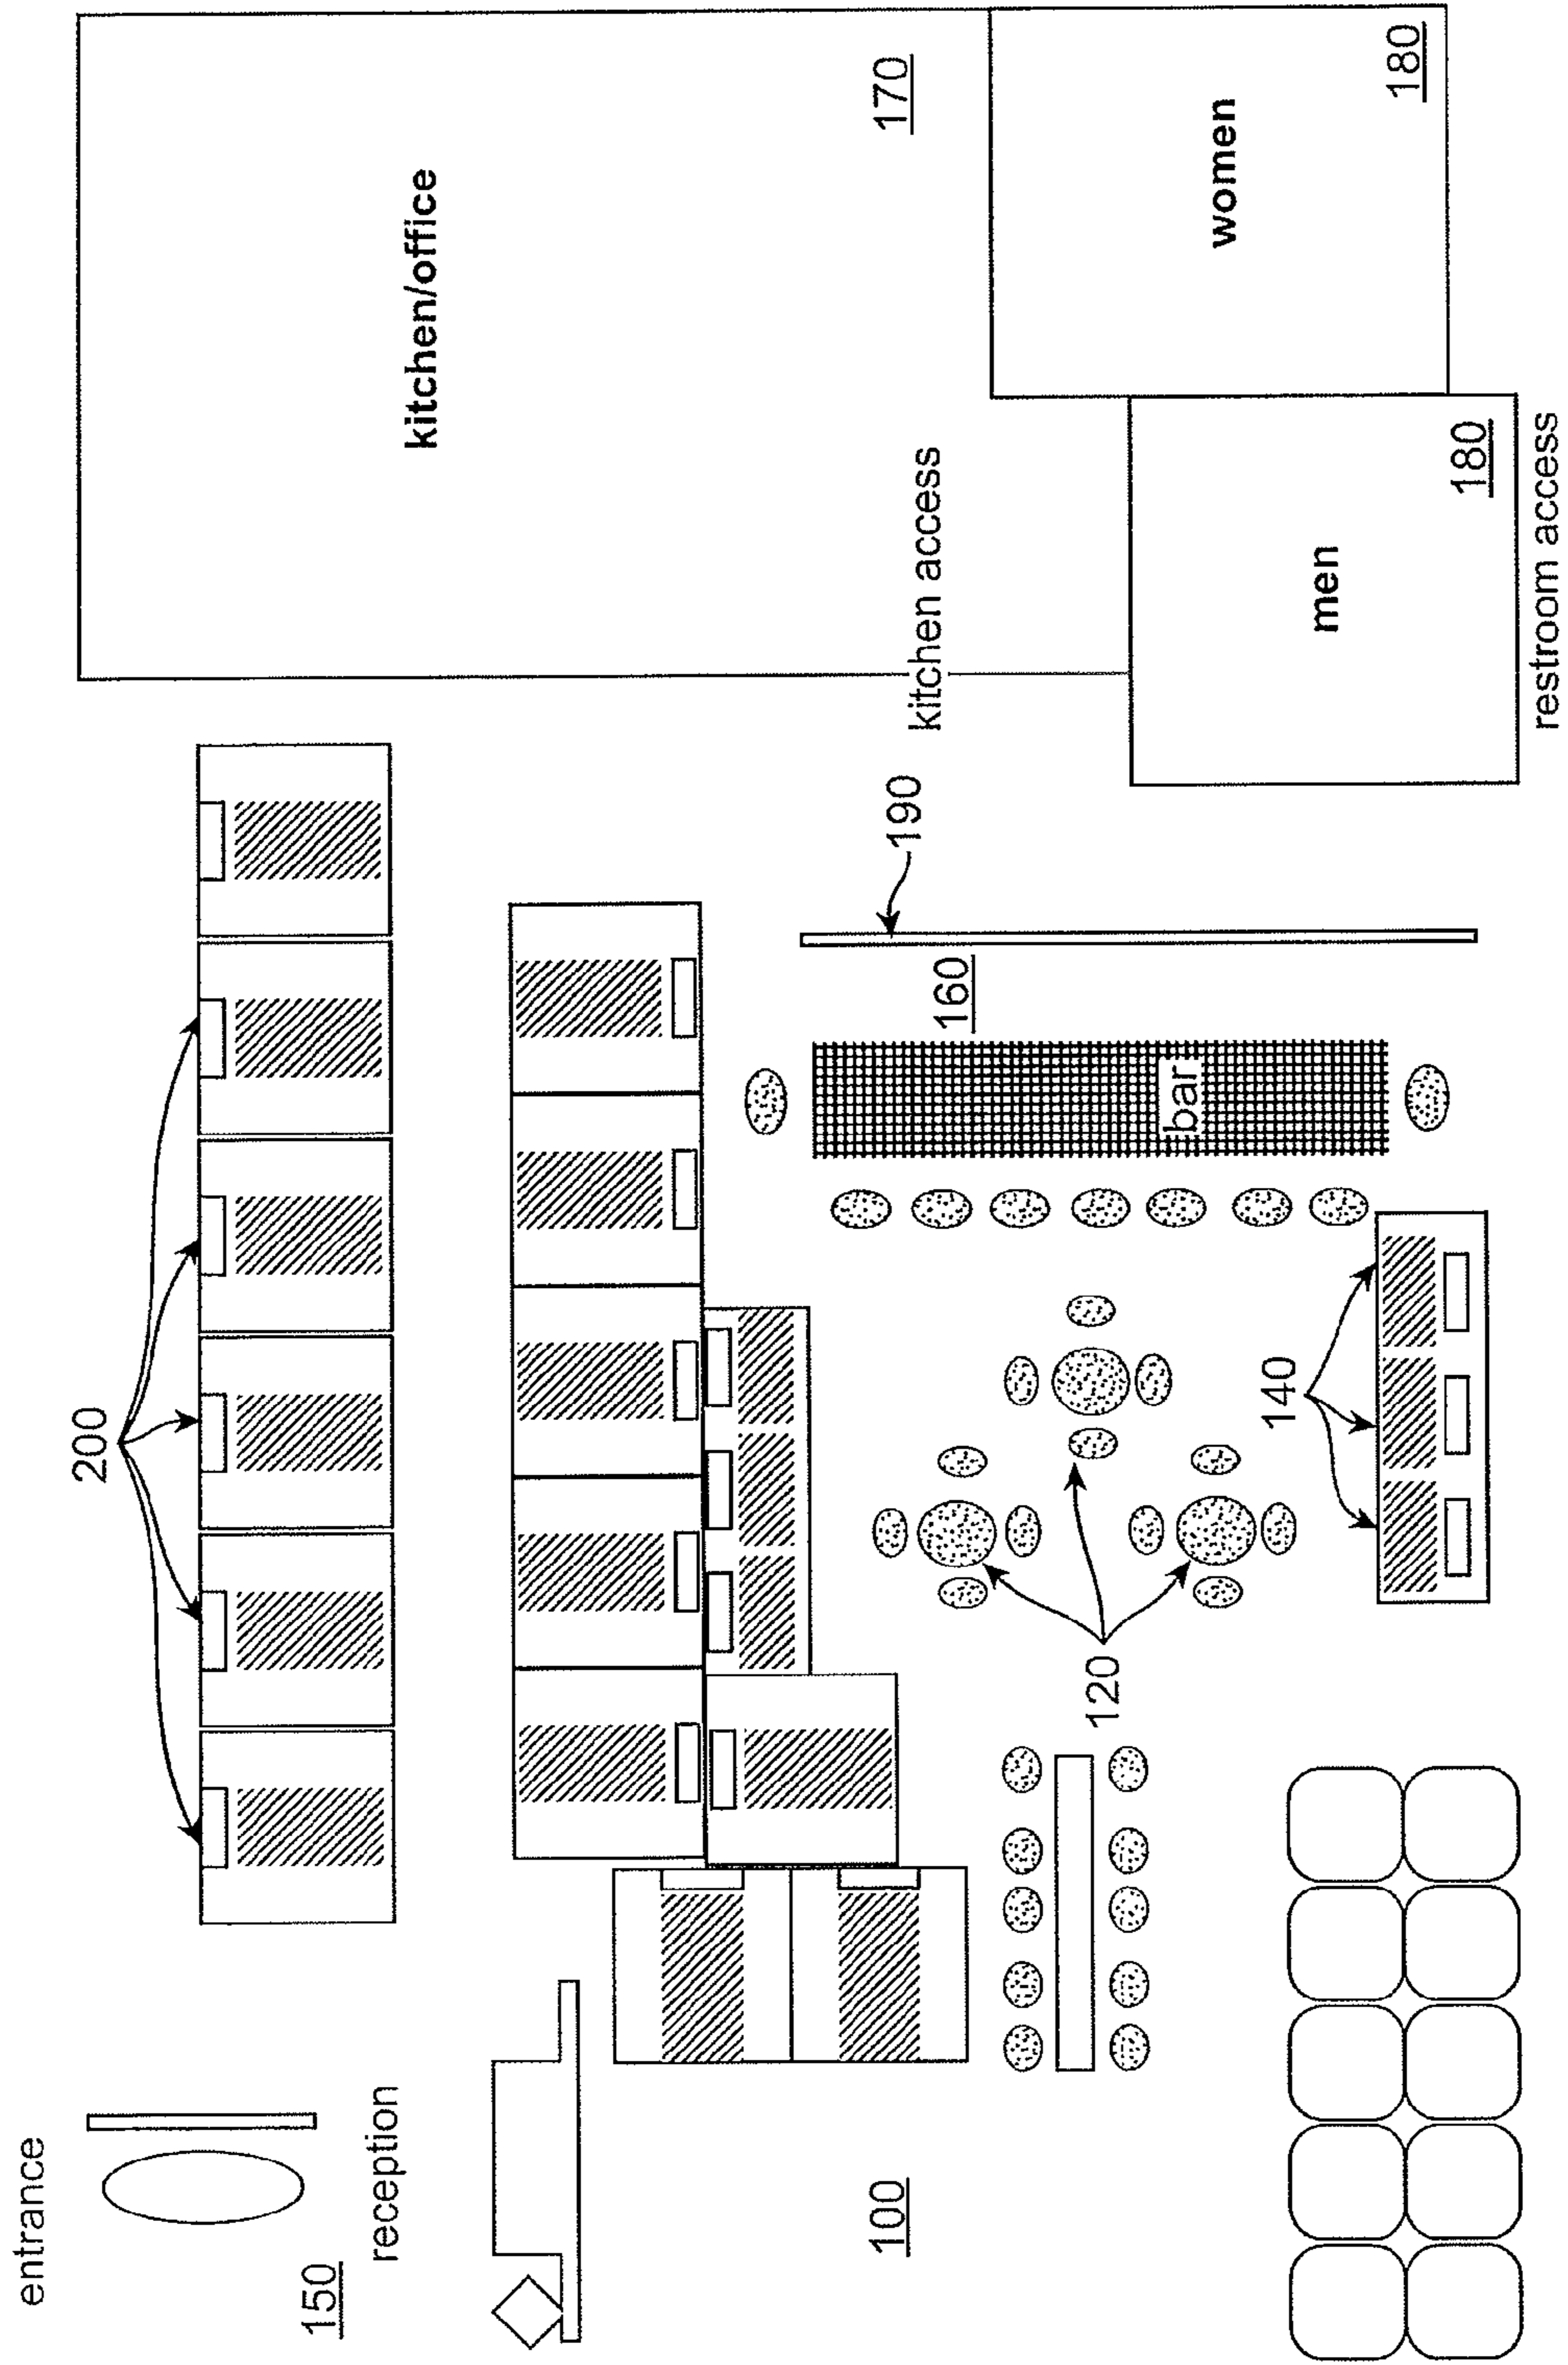 entrance
150
reception
100
200
120
140
bar
160
190
kitchen access
kitchen/office
170
men
180
women
180
restroom access